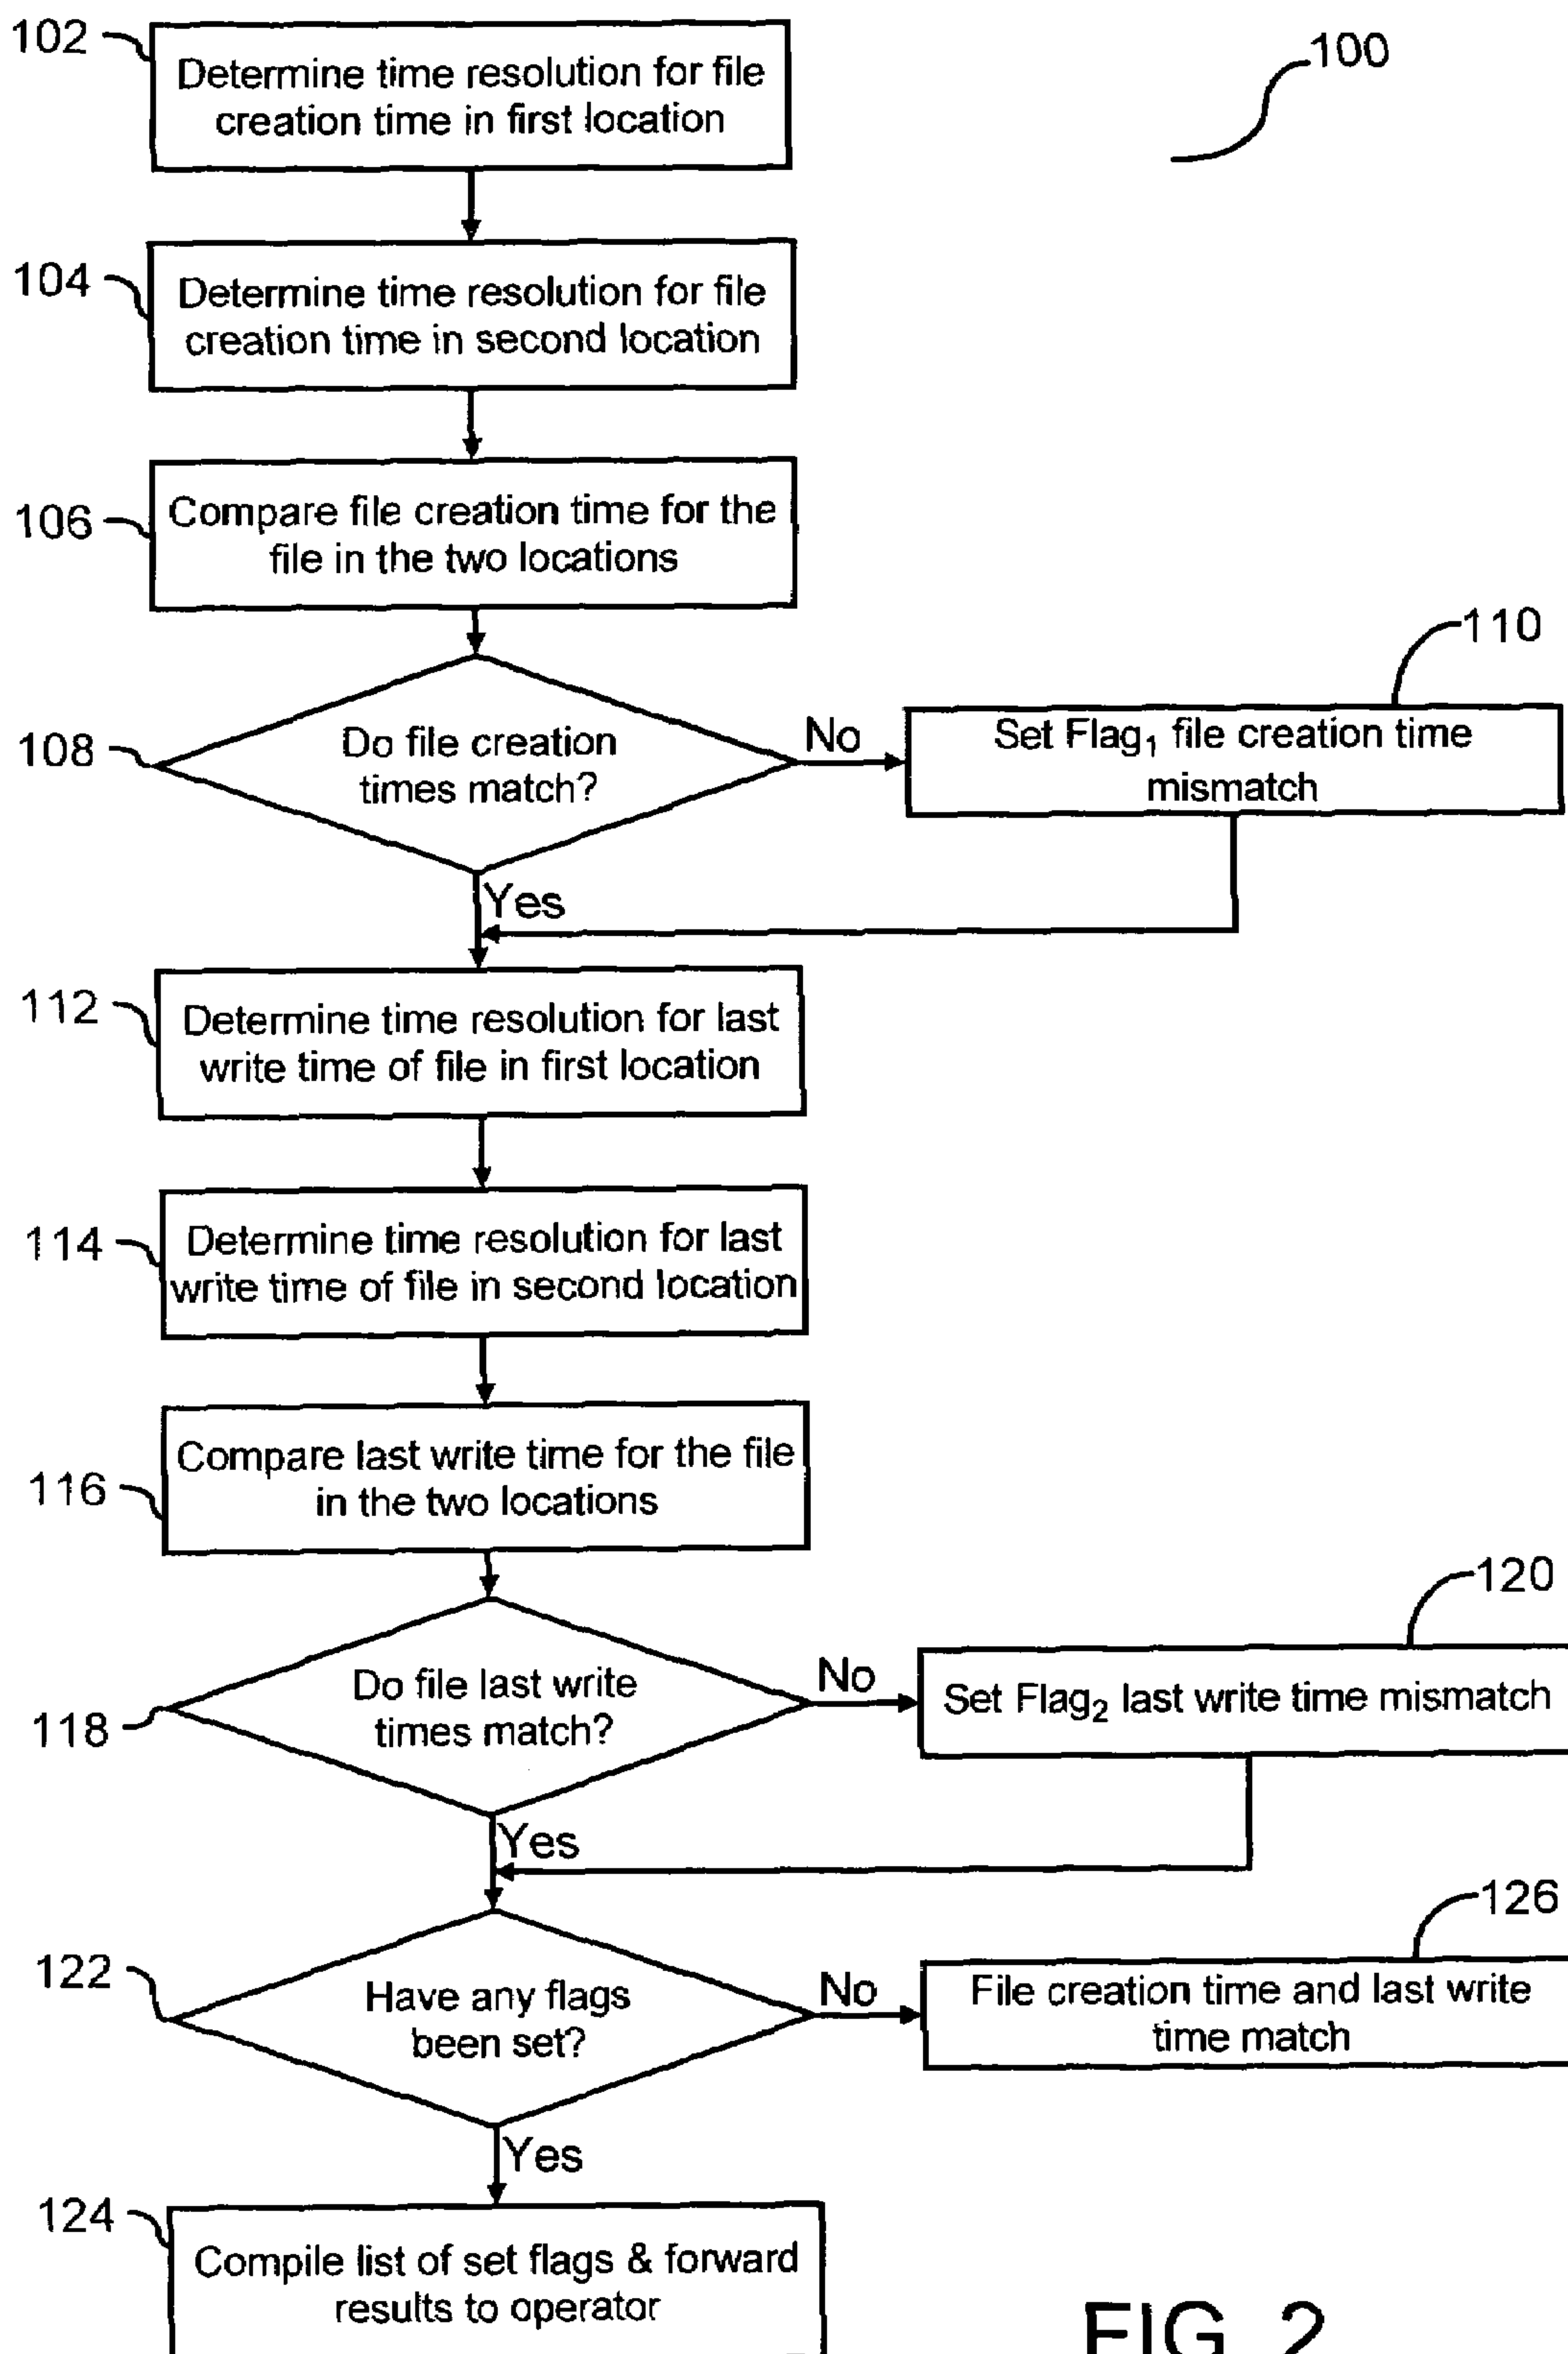 100
102
Determine time resolution for file
creation time in first location
104
Determine time resolution for file
creation time in second location
106
Compare file creation time for the
file in the two locations
108
Do file creation
times match?
No
110
Set Flag₁ file creation time
mismatch
Yes
112
Determine time resolution for last
write time of file in first location
114
Determine time resolution for last
write time of file in second location
116
Compare last write time for the file
in the two locations
118
Do file last write
times match?
No
120
Set Flag₂ last write time mismatch
Yes
122
Have any flags
been set?
No
126
File creation time and last write
time match
Yes
124
Compile list of set flags & forward
results to operator
FIG. 2